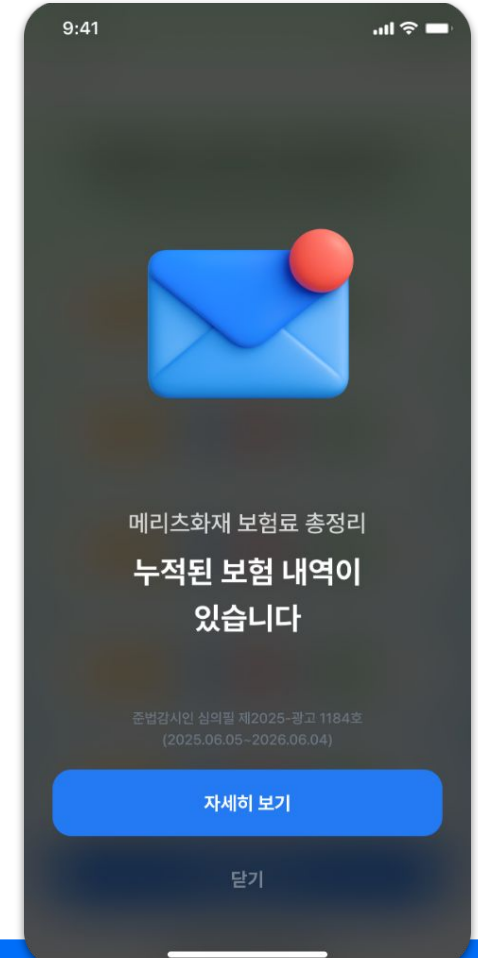 9:41
메리츠화재 보험료 총정리
누적된 보험 내역이
있습니다
준법감시인 심의필 제2025-광고 1184호
(2025.06.05~2026.06.04)
자세히 보기
닫기